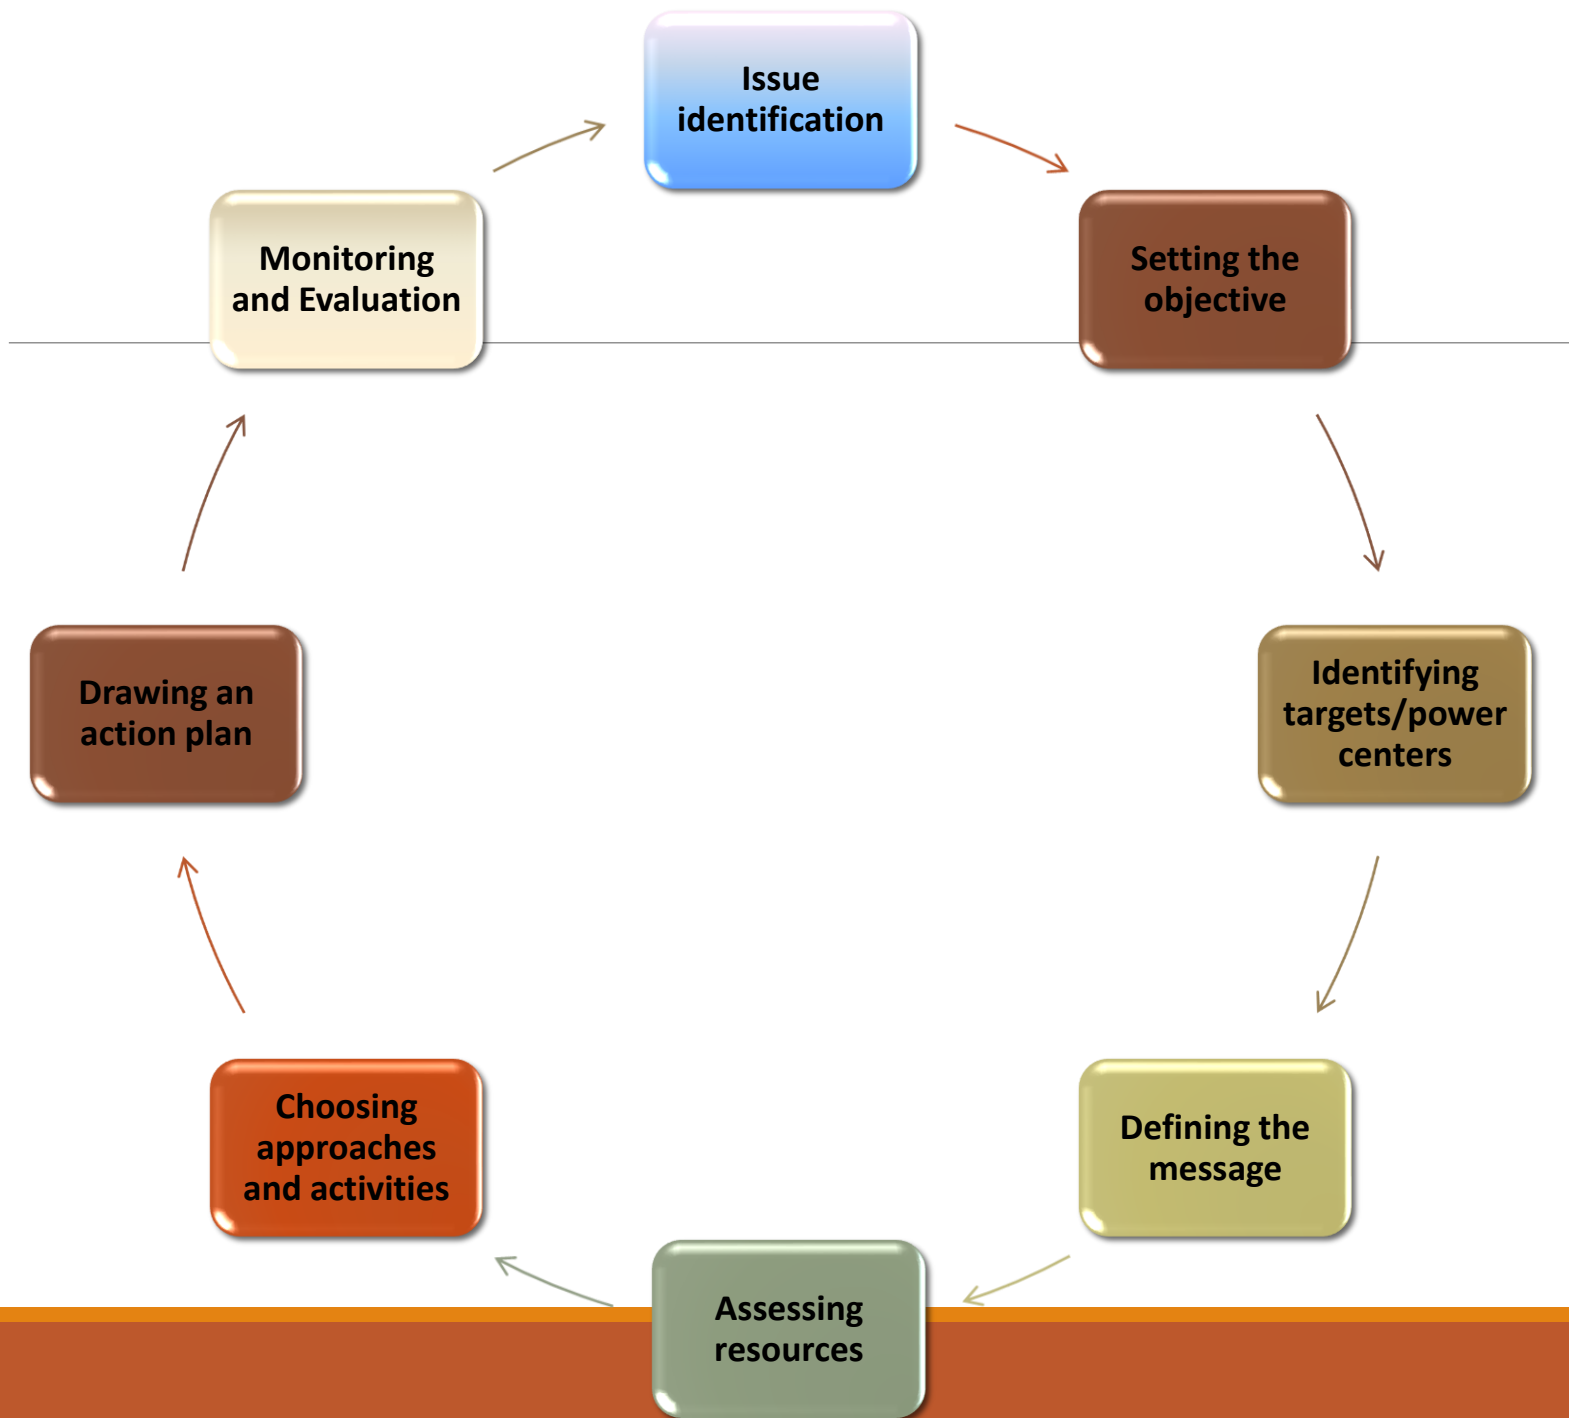 Issue
identification
Setting the
objective
Identifying
targets/power
centers
Defining the
message
Assessing
resources
Choosing
approaches
and activities
Drawing an
action plan
Monitoring
and Evaluation